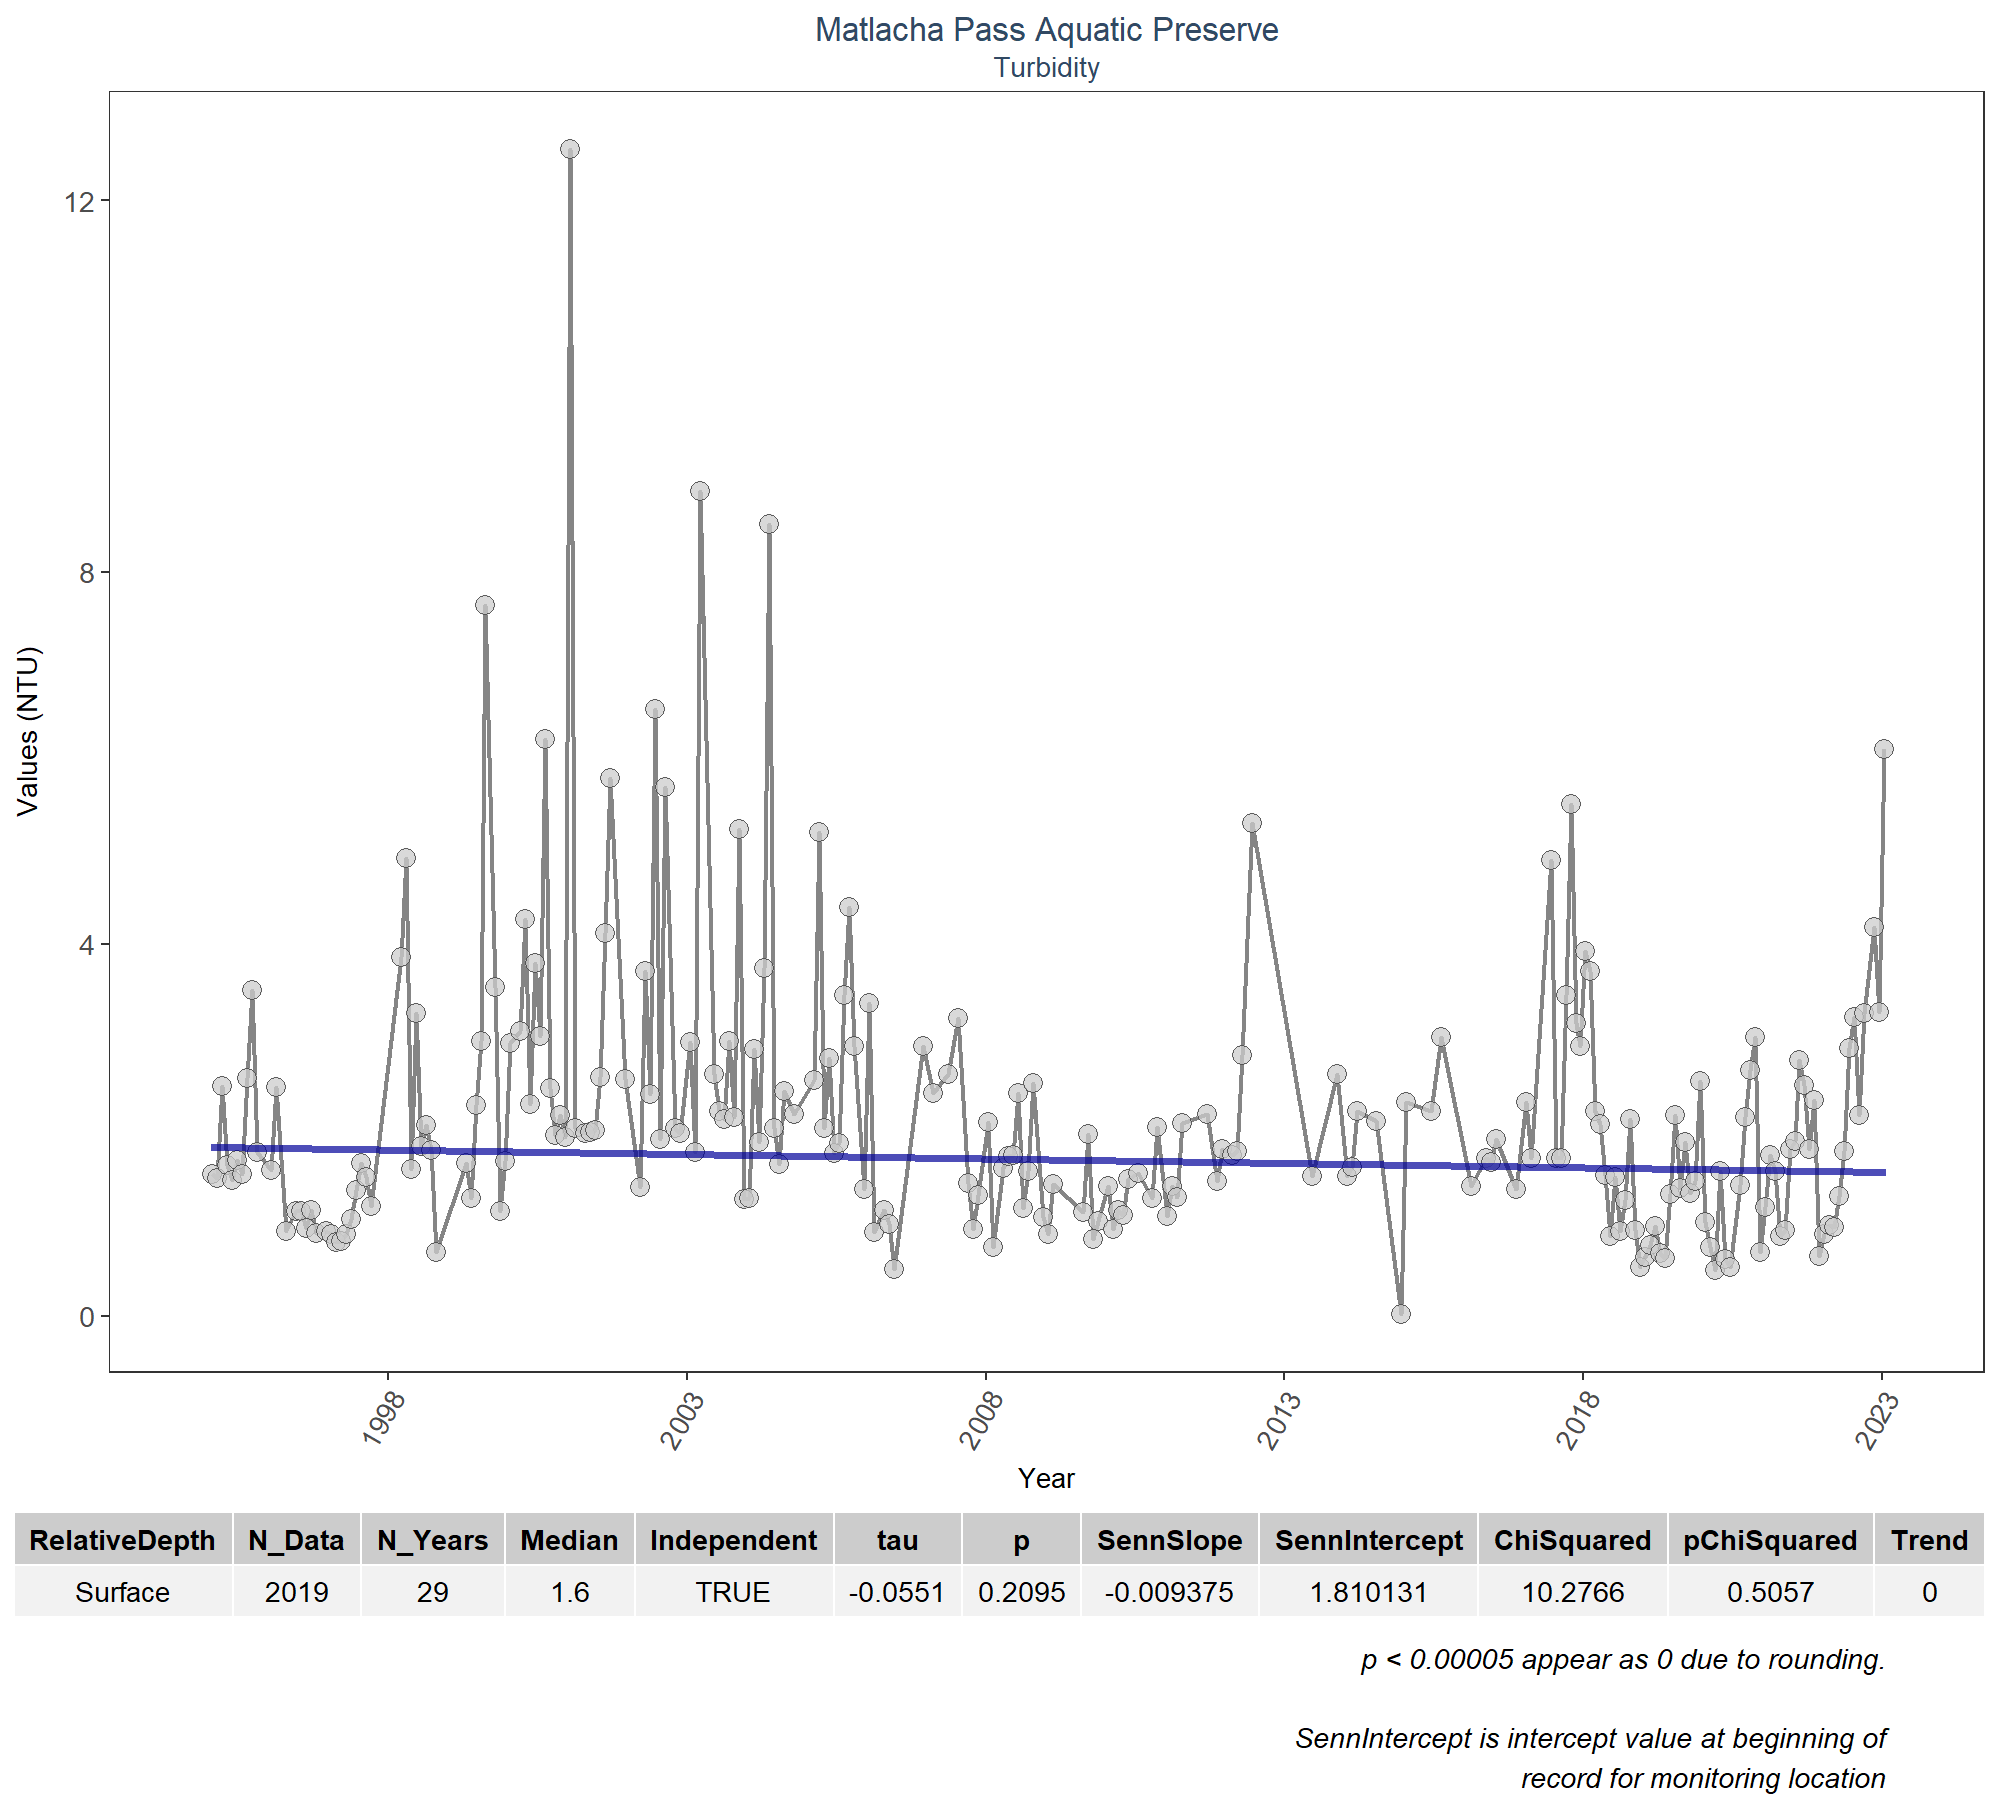 Matlacha Pass Aquatic Preserve
Turbidity
Values (NTU)
12
8
4
0
1998
2003
2008
2013
2018
2023
Year
RelativeDepth N_Data N_Years Median Independent tau p SennSlope SennIntercept ChiSquared pChiSquared Trend
Surface 2019 29 1.6 TRUE -0.0551 0.2095 -0.009375 1.810131 10.2766 0.5057 0
p < 0.00005 appear as 0 due to rounding.
SennIntercept is intercept value at beginning of
record for monitoring location